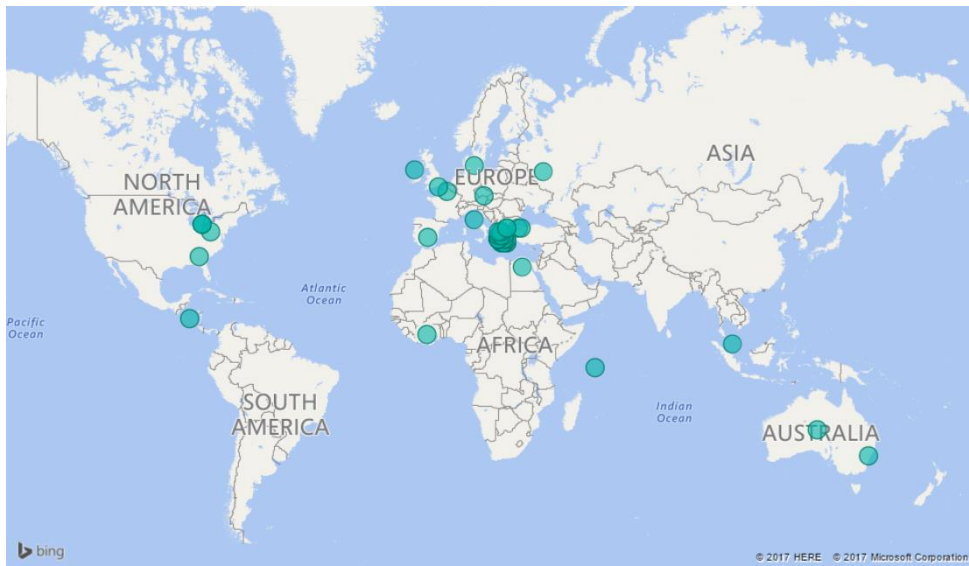 ASIA
EUROPE
NORTH
AMERICA
Atlantic
Ocean
Pacific
Ocean
AFRICA
SOUTH
AMERICA
Indian
Ocean
AUSTRALIA
bing
© 2017 HERE © 2017 Microsoft Corporation